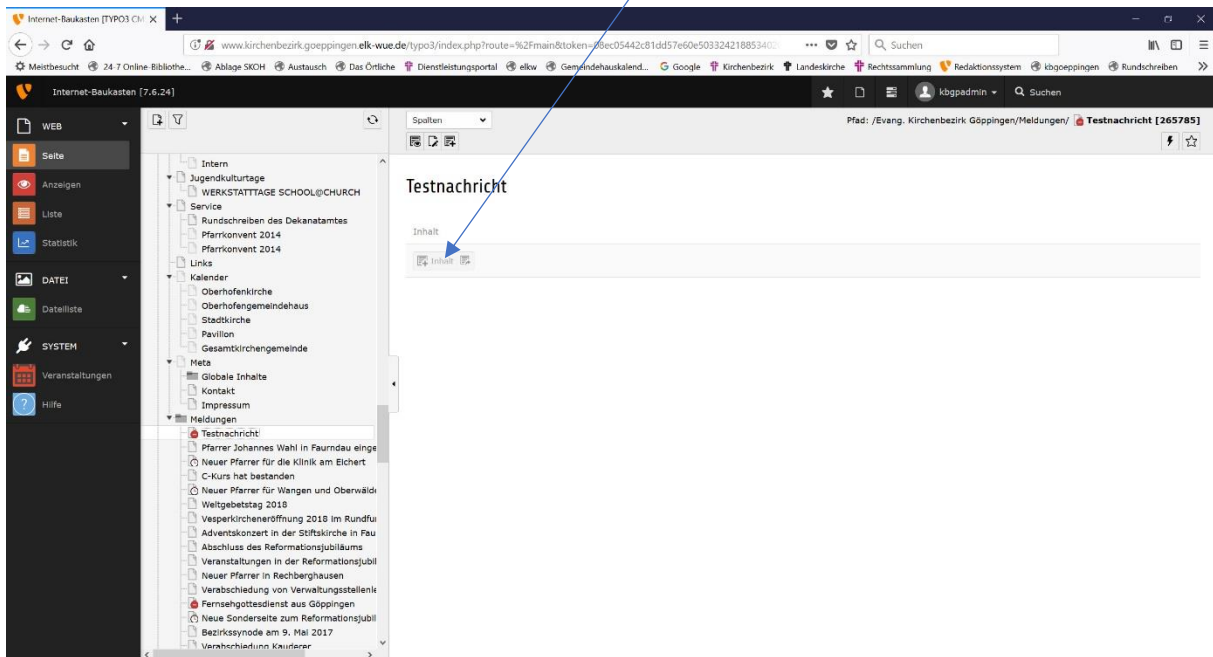 Internet-Baukasten [TYPO3 CM
www.kirchenbezirk.goeppingen.elk-wue.de/typo3/index.php?route=%2Fmain&token=
Suchen
Meistbesucht 24-7 Online-Bibliothe... Ablage SKOH Austausch Das Örtliche Dienstleistungsportal elkw Gemeindehauskalend... Google Kirchenbezirk Landeskirche Rechtssammlung Redaktionssystem kbgoeppingen Rundschreiben
Internet-Baukasten [7.6.24]
kbgpadmin
Suchen
WEB
Seite
Anzeigen
Liste
Statistik
DATEI
Dateiliste
SYSTEM
Veranstaltungen
Hilfe
Intern
Jugendkulturtage
WERKSTATTTAGE SCHOOL@CHURCH
Service
Rundschreiben des Dekanatamtes
Pfarrkonvent 2014
Pfarrkonvent 2014
Links
Kalender
Oberhofenkirche
Oberhofengemeindehaus
Stadtkirche
Pavillon
Gesamtkirchengemeinde
Meta
Globale Inhalte
Kontakt
Impressum
Meldungen
Testnachricht
Pfarrer Johannes Wahl in Faurndau einge
Neuer Pfarrer für die Klinik am Eichert
C-Kurs hat bestanden
Neuer Pfarrer für Wangen und Oberwälde
Weltgebetstag 2018
Vesperkircheneröffnung 2018 im Rundfu
Adventskonzert in der Stiftskirche in Fau
Abschluss des Reformationsjubiläums
Veranstaltungen in der Reformationsjubil
Neuer Pfarrer in Rechberghausen
Verabschiedung von Verwaltungsstellenle
Fernsehgottesdienst aus Göppingen
Neue Sonderseite zum Reformationsjubil
Bezirkssynode am 9. Mai 2017
Verabschiedung Kauderer
Spalten
Pfad: /Evang. Kirchenbezirk Göppingen/Meldungen/ Testnachricht [265785]
Testnachricht
Inhalt
Inhalt